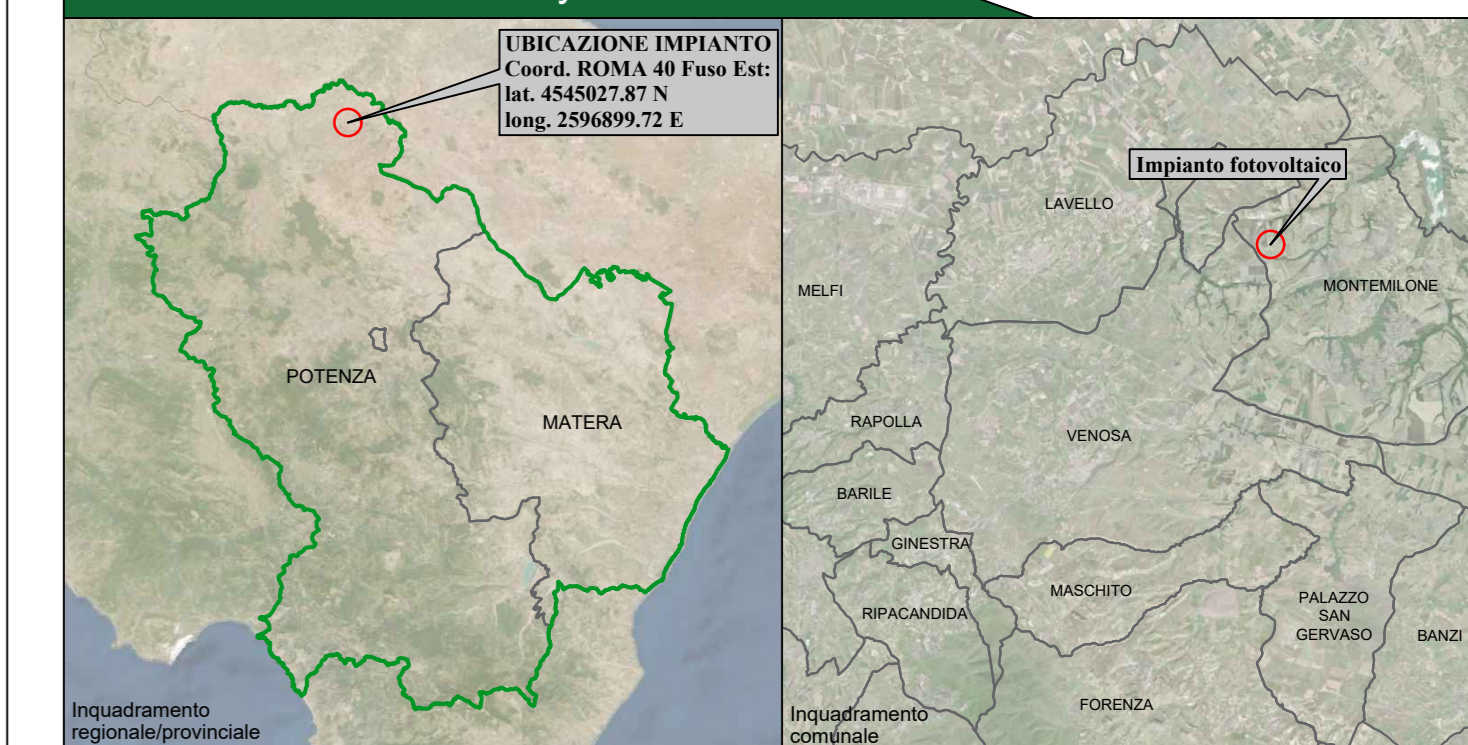 UBICAZIONE IMPIANTO
Coord. ROMA 40 Fuso Est:
lat. 4545027.87 N
long. 2596899.72 E
POTENZA
MATERA
Inquadramento
regionale/provinciale
Impianto fotovoltaico
LAVELLO
MELFI
MONTEMILONE
RAPOLLA
VENOSA
BARILE
GINESTRA
MASCHITO
RIPACANDIDA
PALAZZO
SAN
GERVASO
BANZI
FORENZA
Inquadramento
comunale